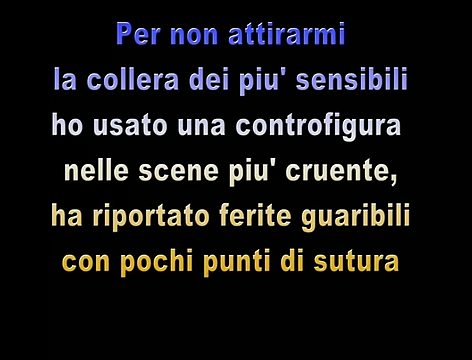 Per non attirarmi
la collera dei piu' sensibili
ho usato una controfigura
nelle scene piu' cruente,
ha riportato ferite guaribili
con pochi punti di sutura